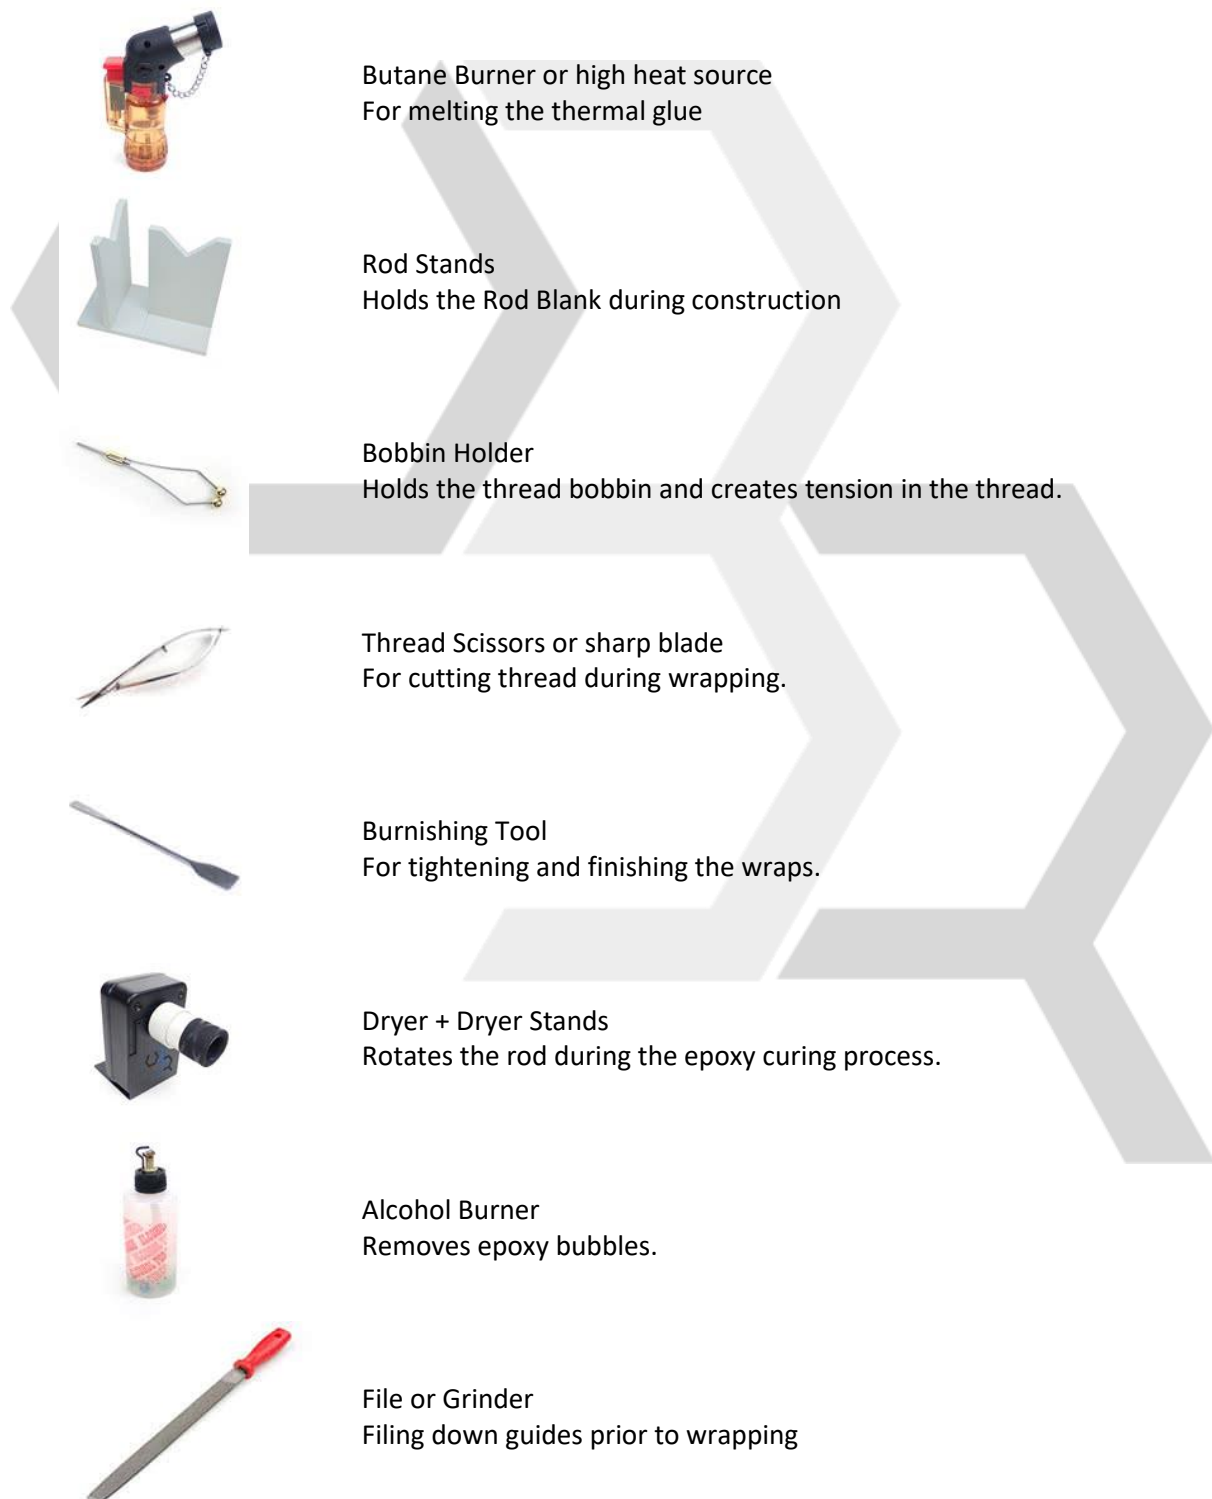 Butane Burner or high heat source
For melting the thermal glue
Rod Stands
Holds the Rod Blank during construction
Bobbin Holder
Holds the thread bobbin and creates tension in the thread.
Thread Scissors or sharp blade
For cutting thread during wrapping.
Burnishing Tool
For tightening and finishing the wraps.
Dryer + Dryer Stands
Rotates the rod during the epoxy curing process.
Alcohol Burner
Removes epoxy bubbles.
File or Grinder
Filing down guides prior to wrapping